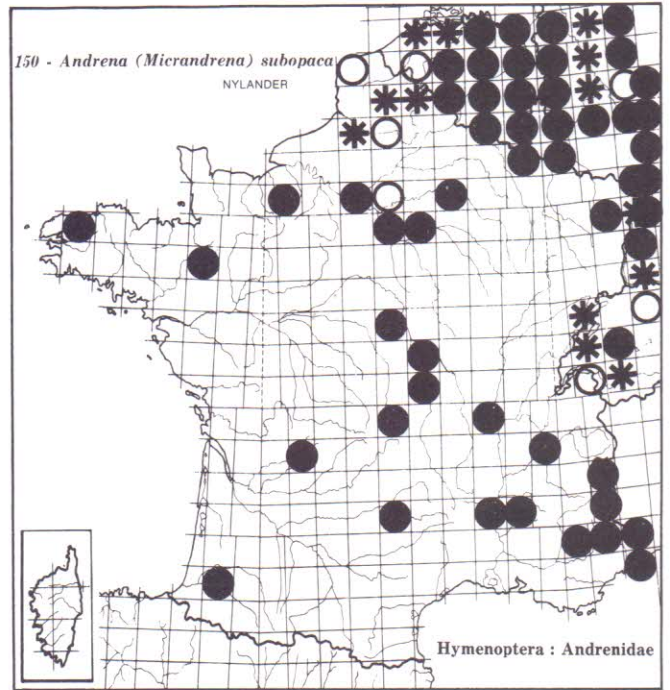 150 - Andrena (Micrandrena) subopaca
NYLANDER
Hymenoptera : Andrenidae